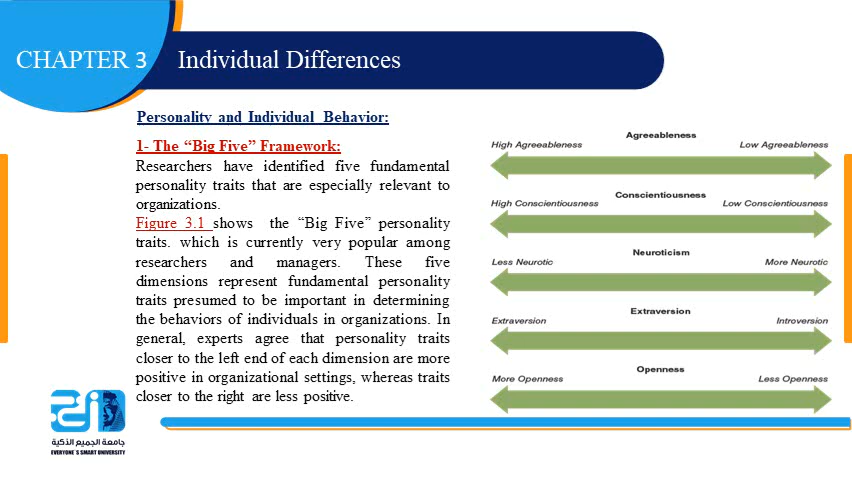 CHAPTER 3
Individual Differences
Personality and Individual Behavior:
1- The “Big Five” Framework:
Researchers have identified five fundamental
personality traits that are especially relevant to
organizations.
Figure 3.1 shows the “Big Five” personality
traits. which is currently very popular among
researchers and managers. These five
dimensions represent fundamental personality
traits presumed to be important in determining
the behaviors of individuals in organizations. In
general, experts agree that personality traits
closer to the left end of each dimension are more
positive in organizational settings, whereas traits
closer to the right are less positive.
Agreeableness
High Agreeableness Low Agreeableness
Conscientiousness
High Conscientiousness Low Conscientiousness
Neuroticism
Less Neurotic More Neurotic
Extraversion
Extraversion Introversion
Openness
More Openness Less Openness
جامعة الجميع الذكية
EVERYONE'S SMART UNIVERSITY